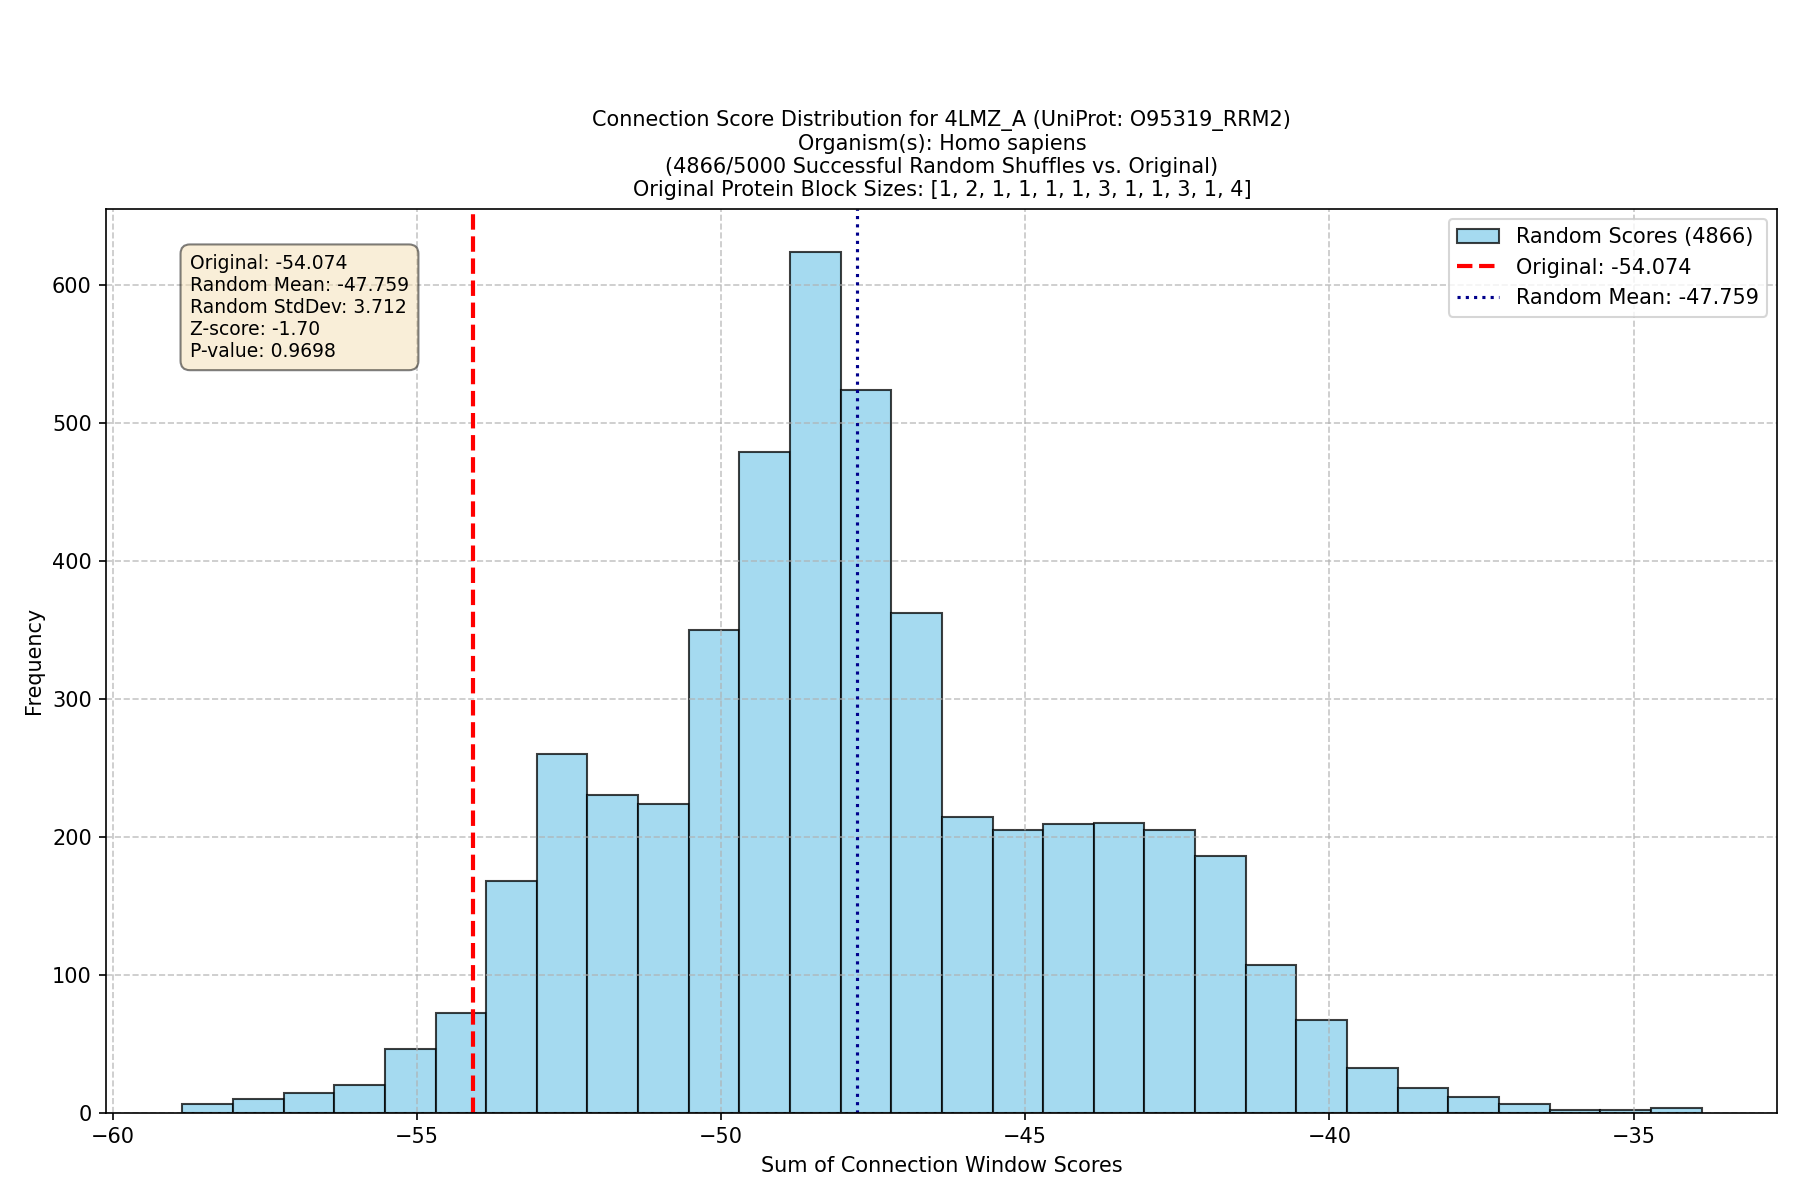 Connection Score Distribution for 4LMZ_A (UniProt: O95319_RRM2)
Organism(s): Homo sapiens
(4866/5000 Successful Random Shuffles vs. Original)
Original Protein Block Sizes: [1, 2, 1, 1, 1, 1, 3, 1, 1, 3, 1, 4]
Original: -54.074
Random Mean: -47.759
Random StdDev: 3.712
Z-score: -1.70
P-value: 0.9698
Random Scores (4866)
Original: -54.074
Random Mean: -47.759
Frequency
600
500
400
300
200
100
0
−60
−55
−50
−45
−40
−35
Sum of Connection Window Scores